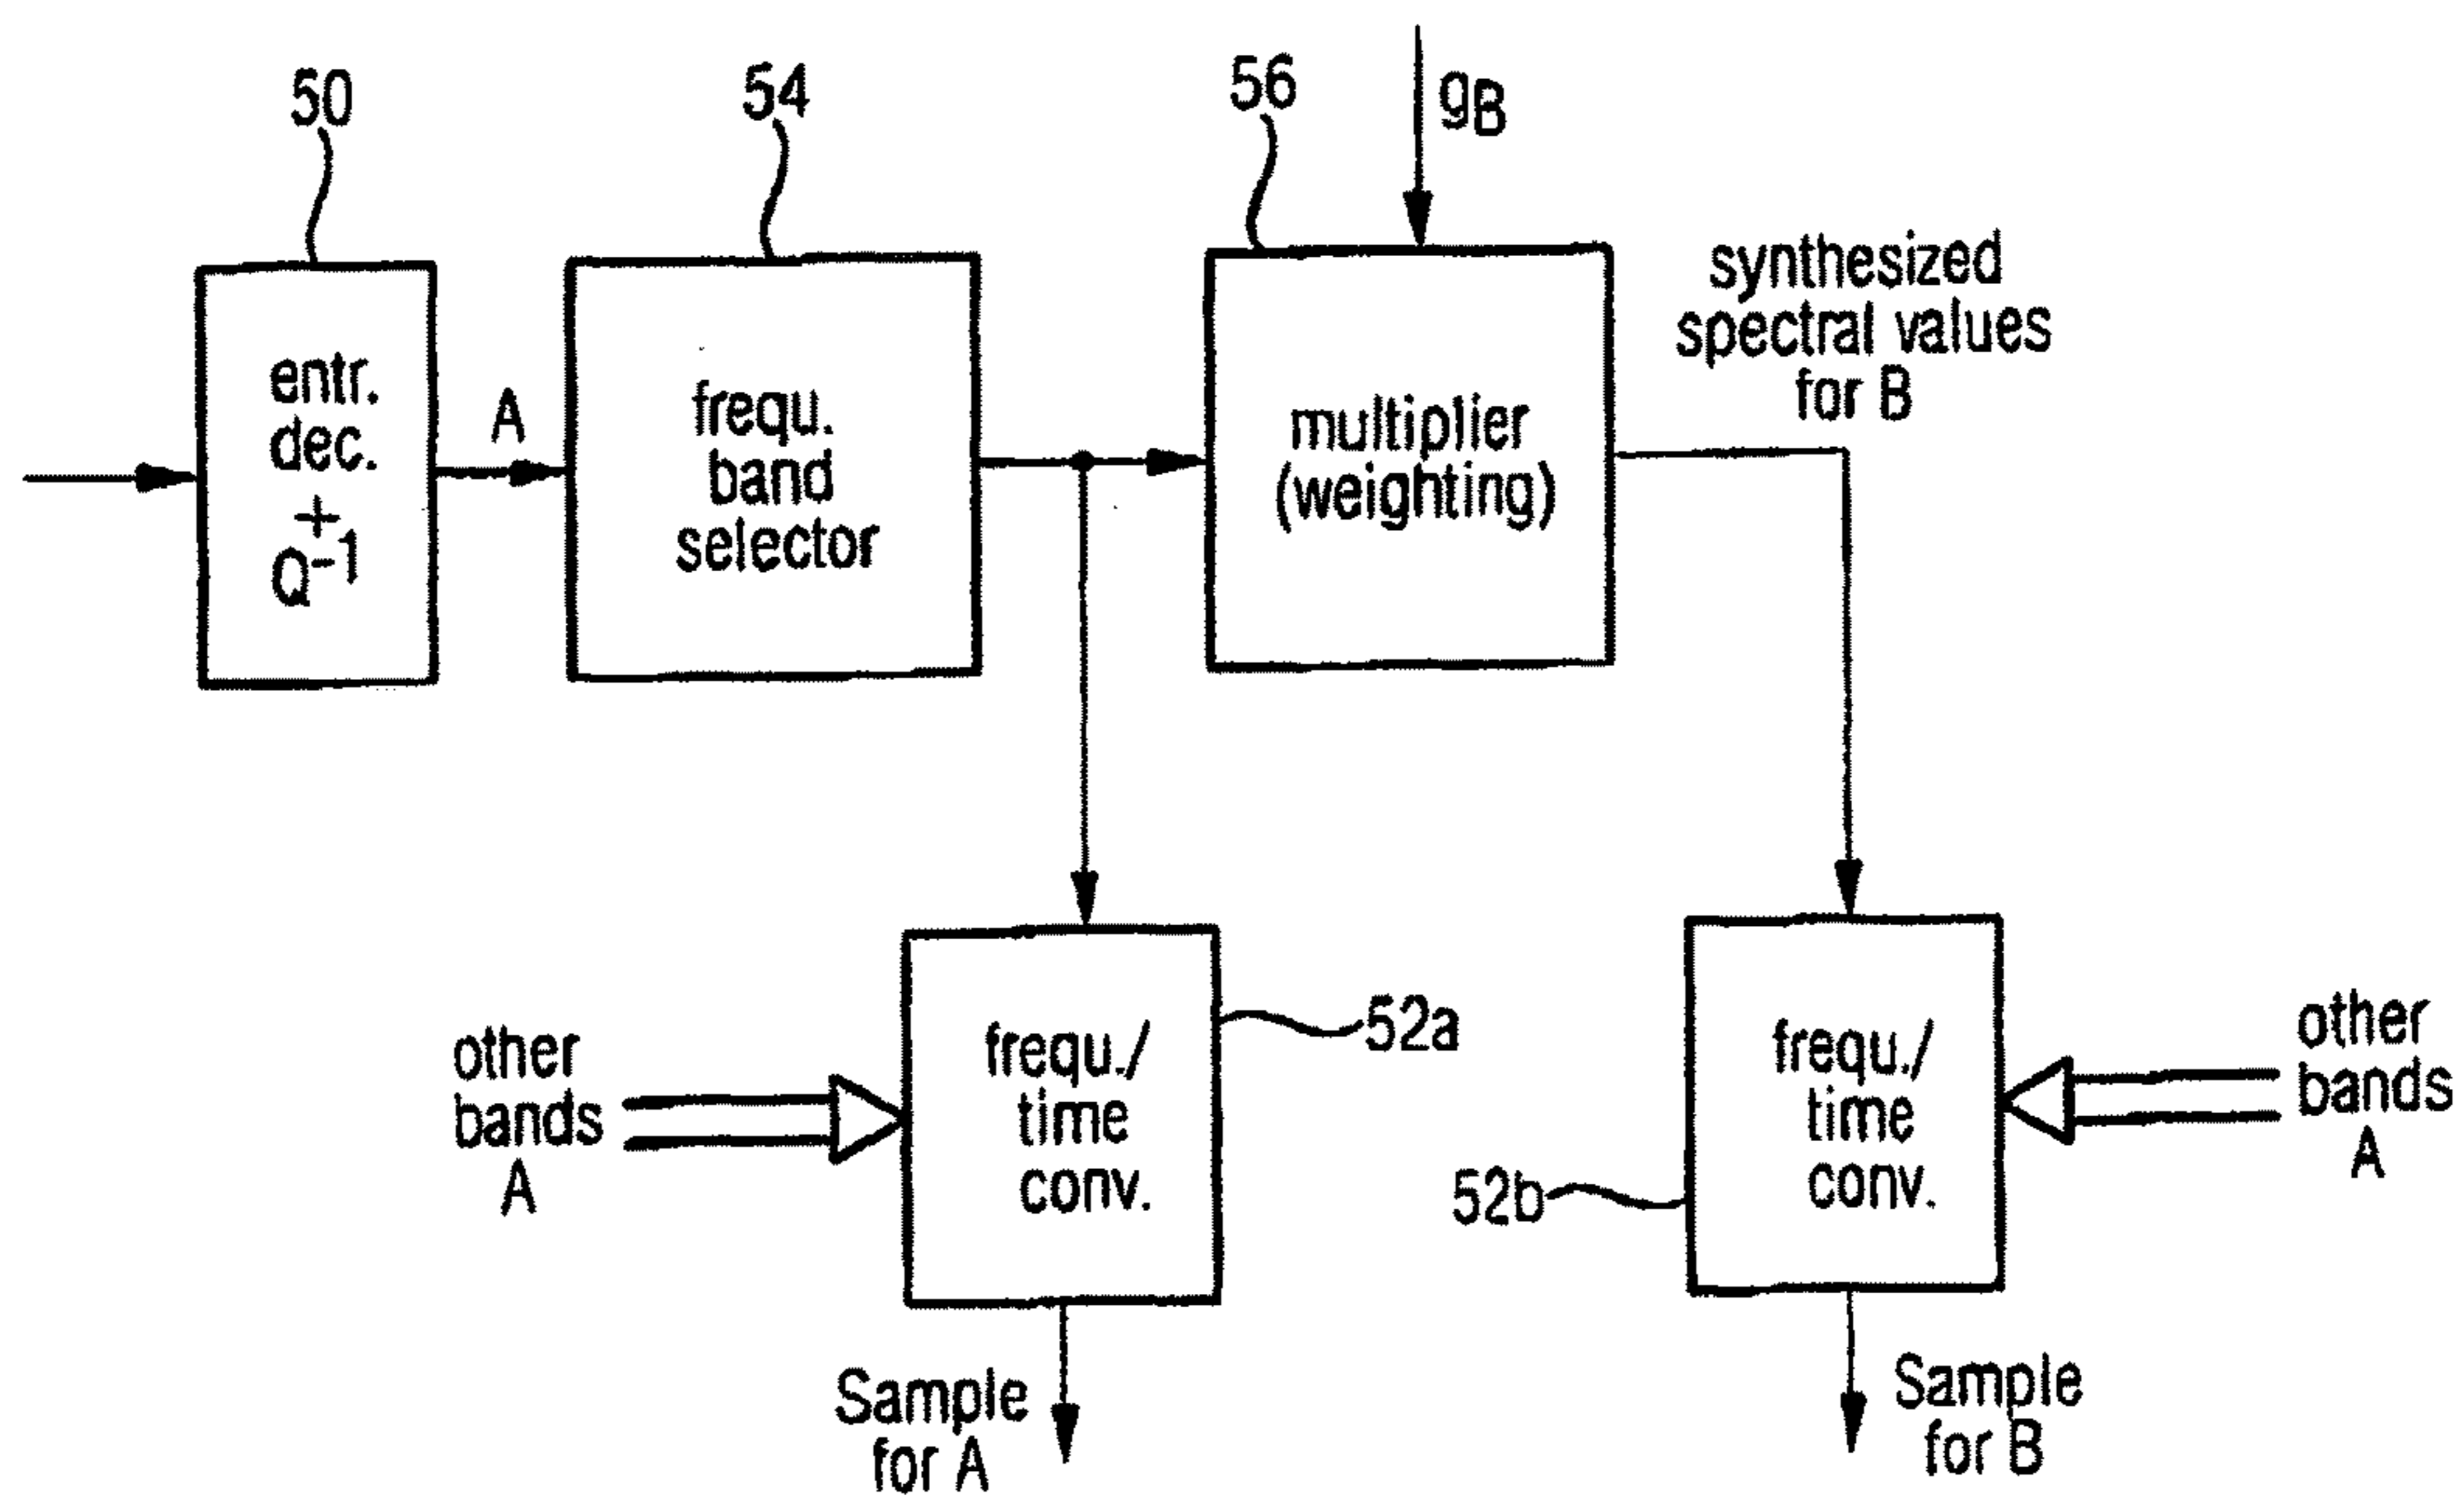 50
54
56
gB
entr.
dec.
+
Q-1
A
frequ.
band
selector
multiplier
(weighting)
synthesized
spectral values
for B
other
bands
A
frequ./
time
conv.
52a
52b
frequ./
time
conv.
other
bands
A
Sample
for A
Sample
for B